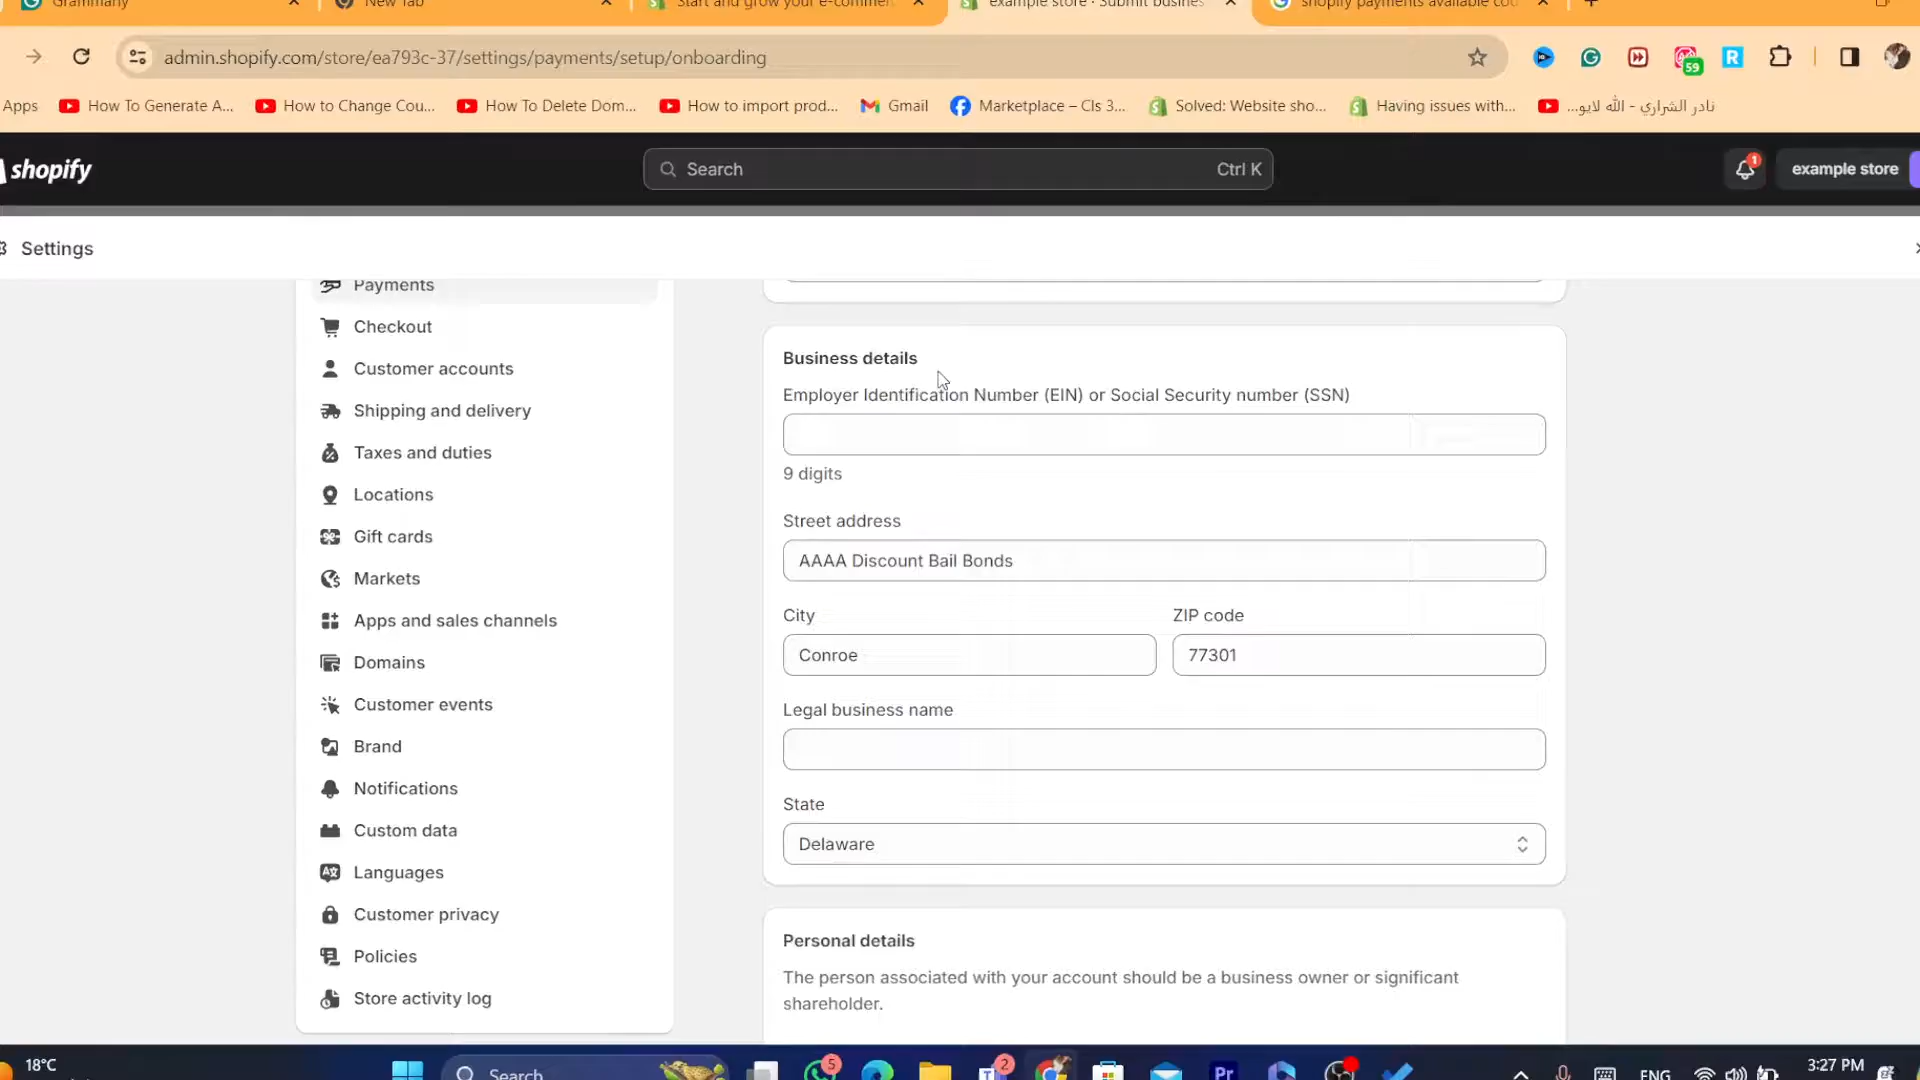 Grammarly
New Tab
Start and grow your e-commer
example store · Submit busines
shopify payments available cou
admin.shopify.com/store/ea793c-37/settings/payments/setup/onboarding
59
Apps
How To Generate A...
How to Change Cou...
How To Delete Dom...
How to import prod...
Gmail
Marketplace – Cls 3...
Solved: Website sho...
Having issues with...
نادر الشراري - الله لايو...
shopify
Search
Ctrl K
1
example store
Settings
Payments
Checkout
Customer accounts
Shipping and delivery
Taxes and duties
Locations
Gift cards
Markets
Apps and sales channels
Domains
Customer events
Brand
Notifications
Custom data
Languages
Customer privacy
Policies
Store activity log
Business details
Employer Identification Number (EIN) or Social Security number (SSN)
9 digits
Street address
AAAA Discount Bail Bonds
City
ZIP code
Conroe
77301
Legal business name
State
Delaware
Personal details
The person associated with your account should be a business owner or significant
shareholder.
18°C
Search
5
2
Pr
ENG
3:27 PM